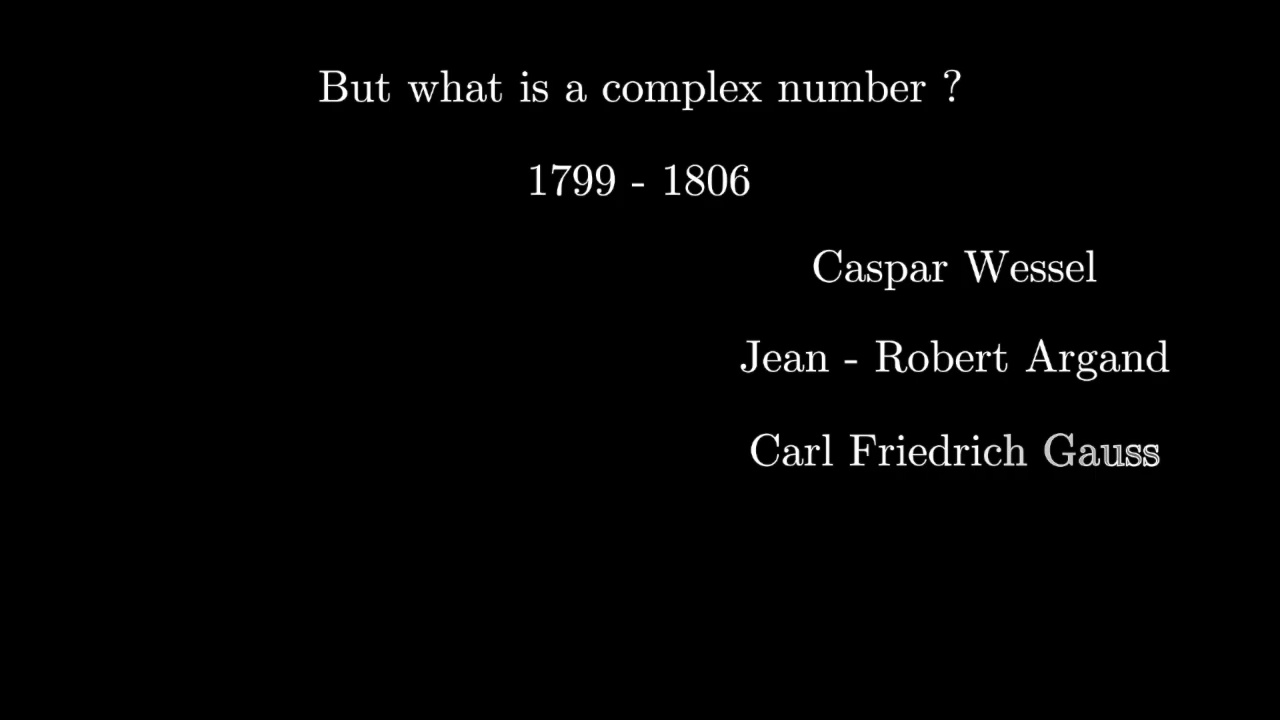 But what is a complex number ?
1799 - 1806
Caspar Wessel
Jean - Robert Argand
Carl Friedrich Gauss